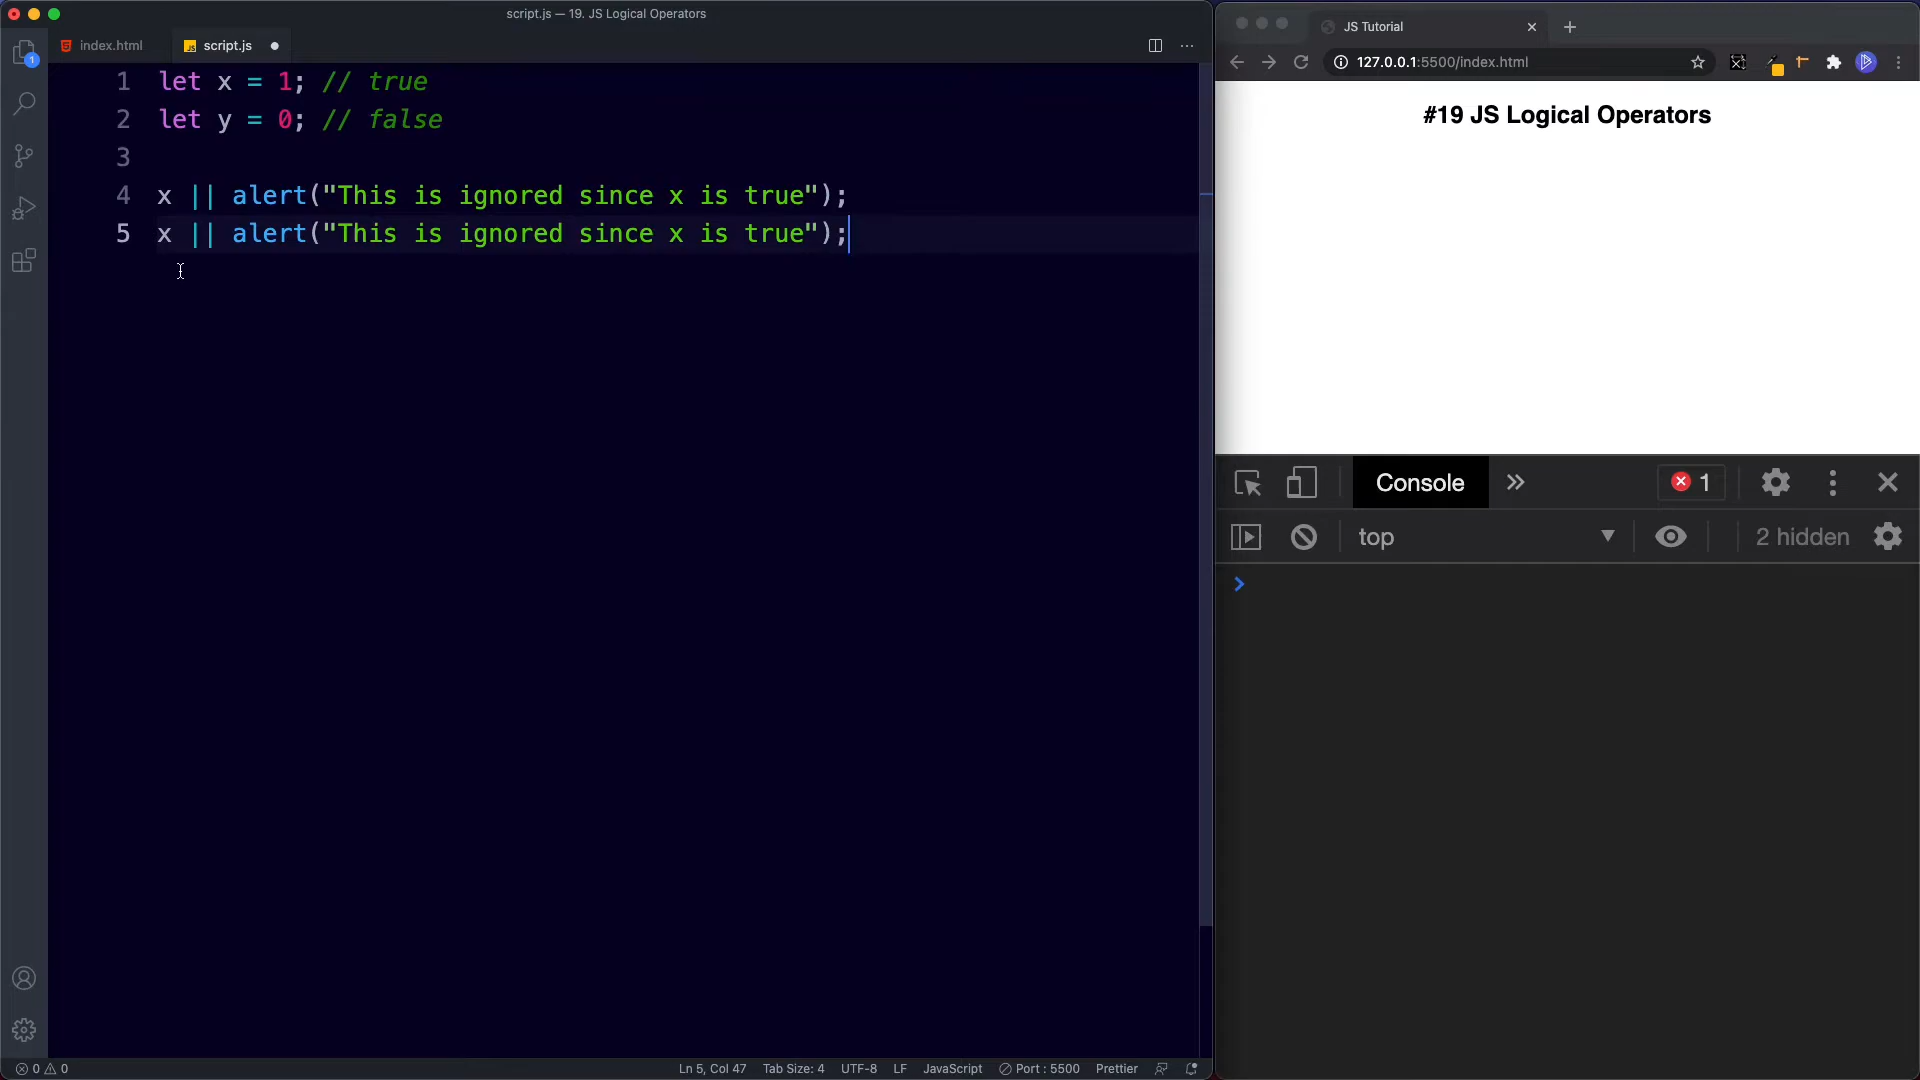 script.js — 19. JS Logical Operators
index.html
script.js
1 let x = 1; // true
2 let y = 0; // false
3
4 x || alert("This is ignored since x is true");
5 x || alert("This is ignored since x is true");
0 0
Ln 5, Col 47 Tab Size: 4 UTF-8 LF JavaScript Port : 5500 Prettier
1
JS Tutorial
127.0.0.1:5500/index.html
#19 JS Logical Operators
Console 1
top 2 hidden